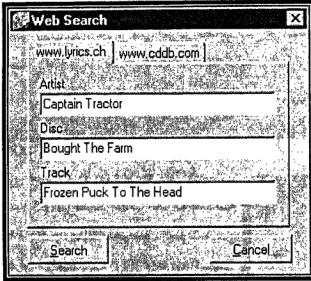 Web Search
www.lyrics.ch www.cddb.com
Artist
Captain Tractor
Disc
Bought The Farm
Track
Frozen Puck To The Head
Search Cancel